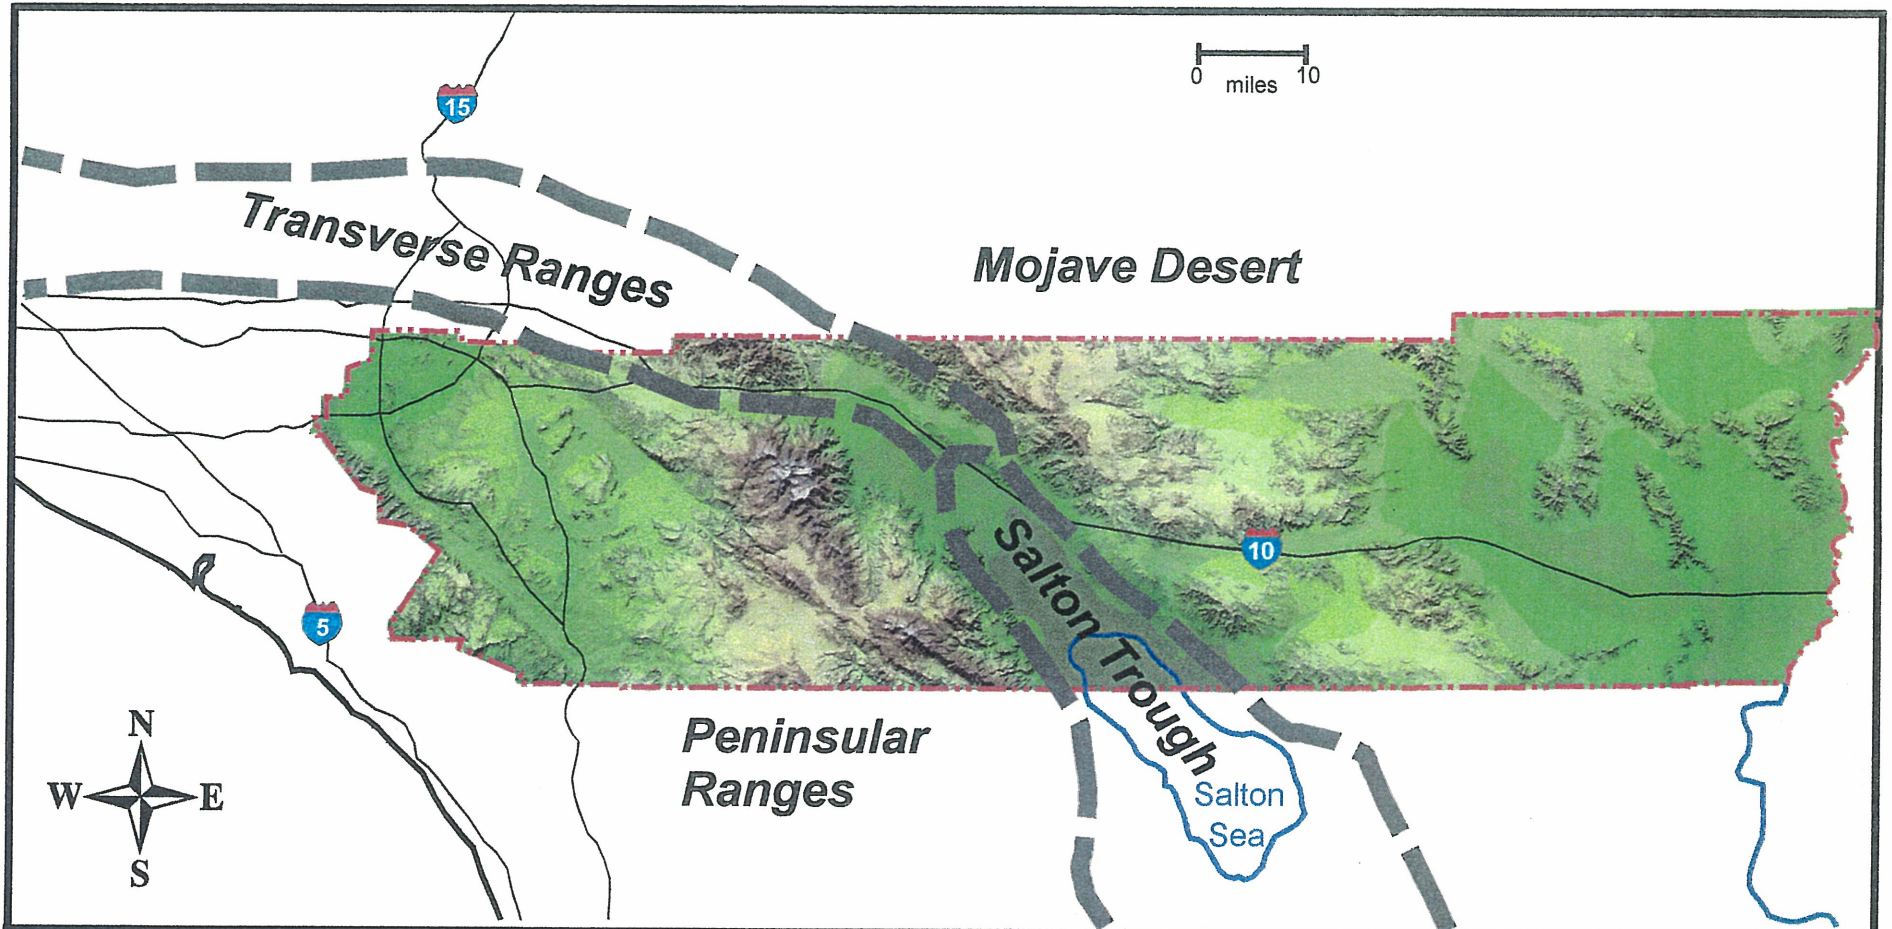 0 miles 10
15
Transverse Ranges
Mojave Desert
10
Salton Trough
5
Peninsular
Ranges
Salton
Sea
N
W E
S